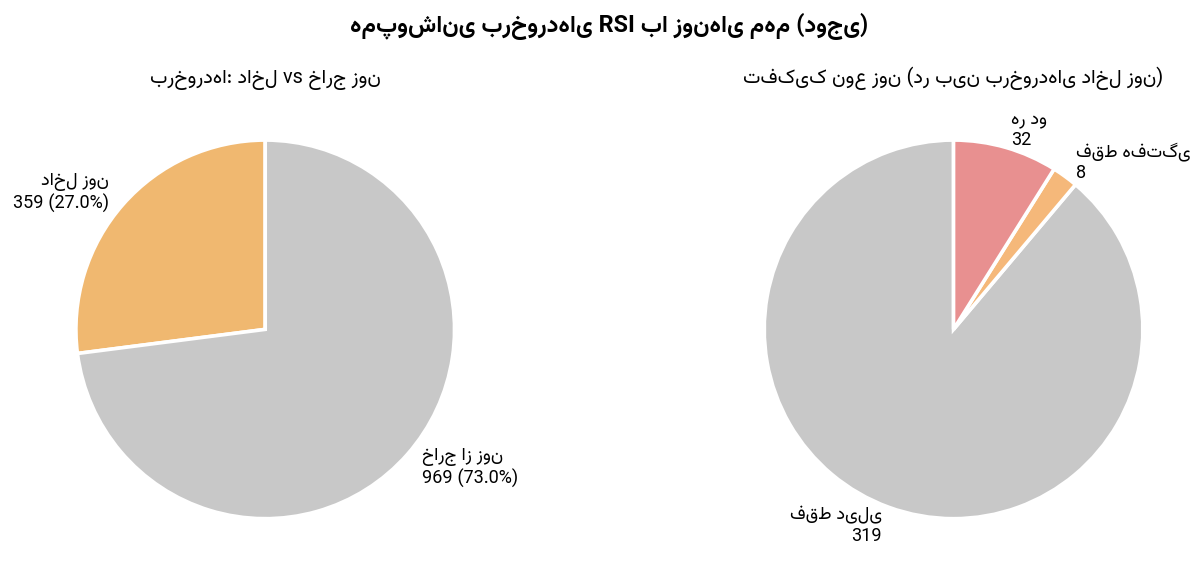 همپوشانی برخوردهای RSI با زون‌های مهم (دوجی)
برخوردها: داخل vs خارج زون
داخل زون
359 (27.0%)
خارج از زون
969 (73.0%)
تفکیک نوع زون (در بین برخوردهای داخل زون)
هر دو
32
فقط هفتگی
8
فقط دیلی
319